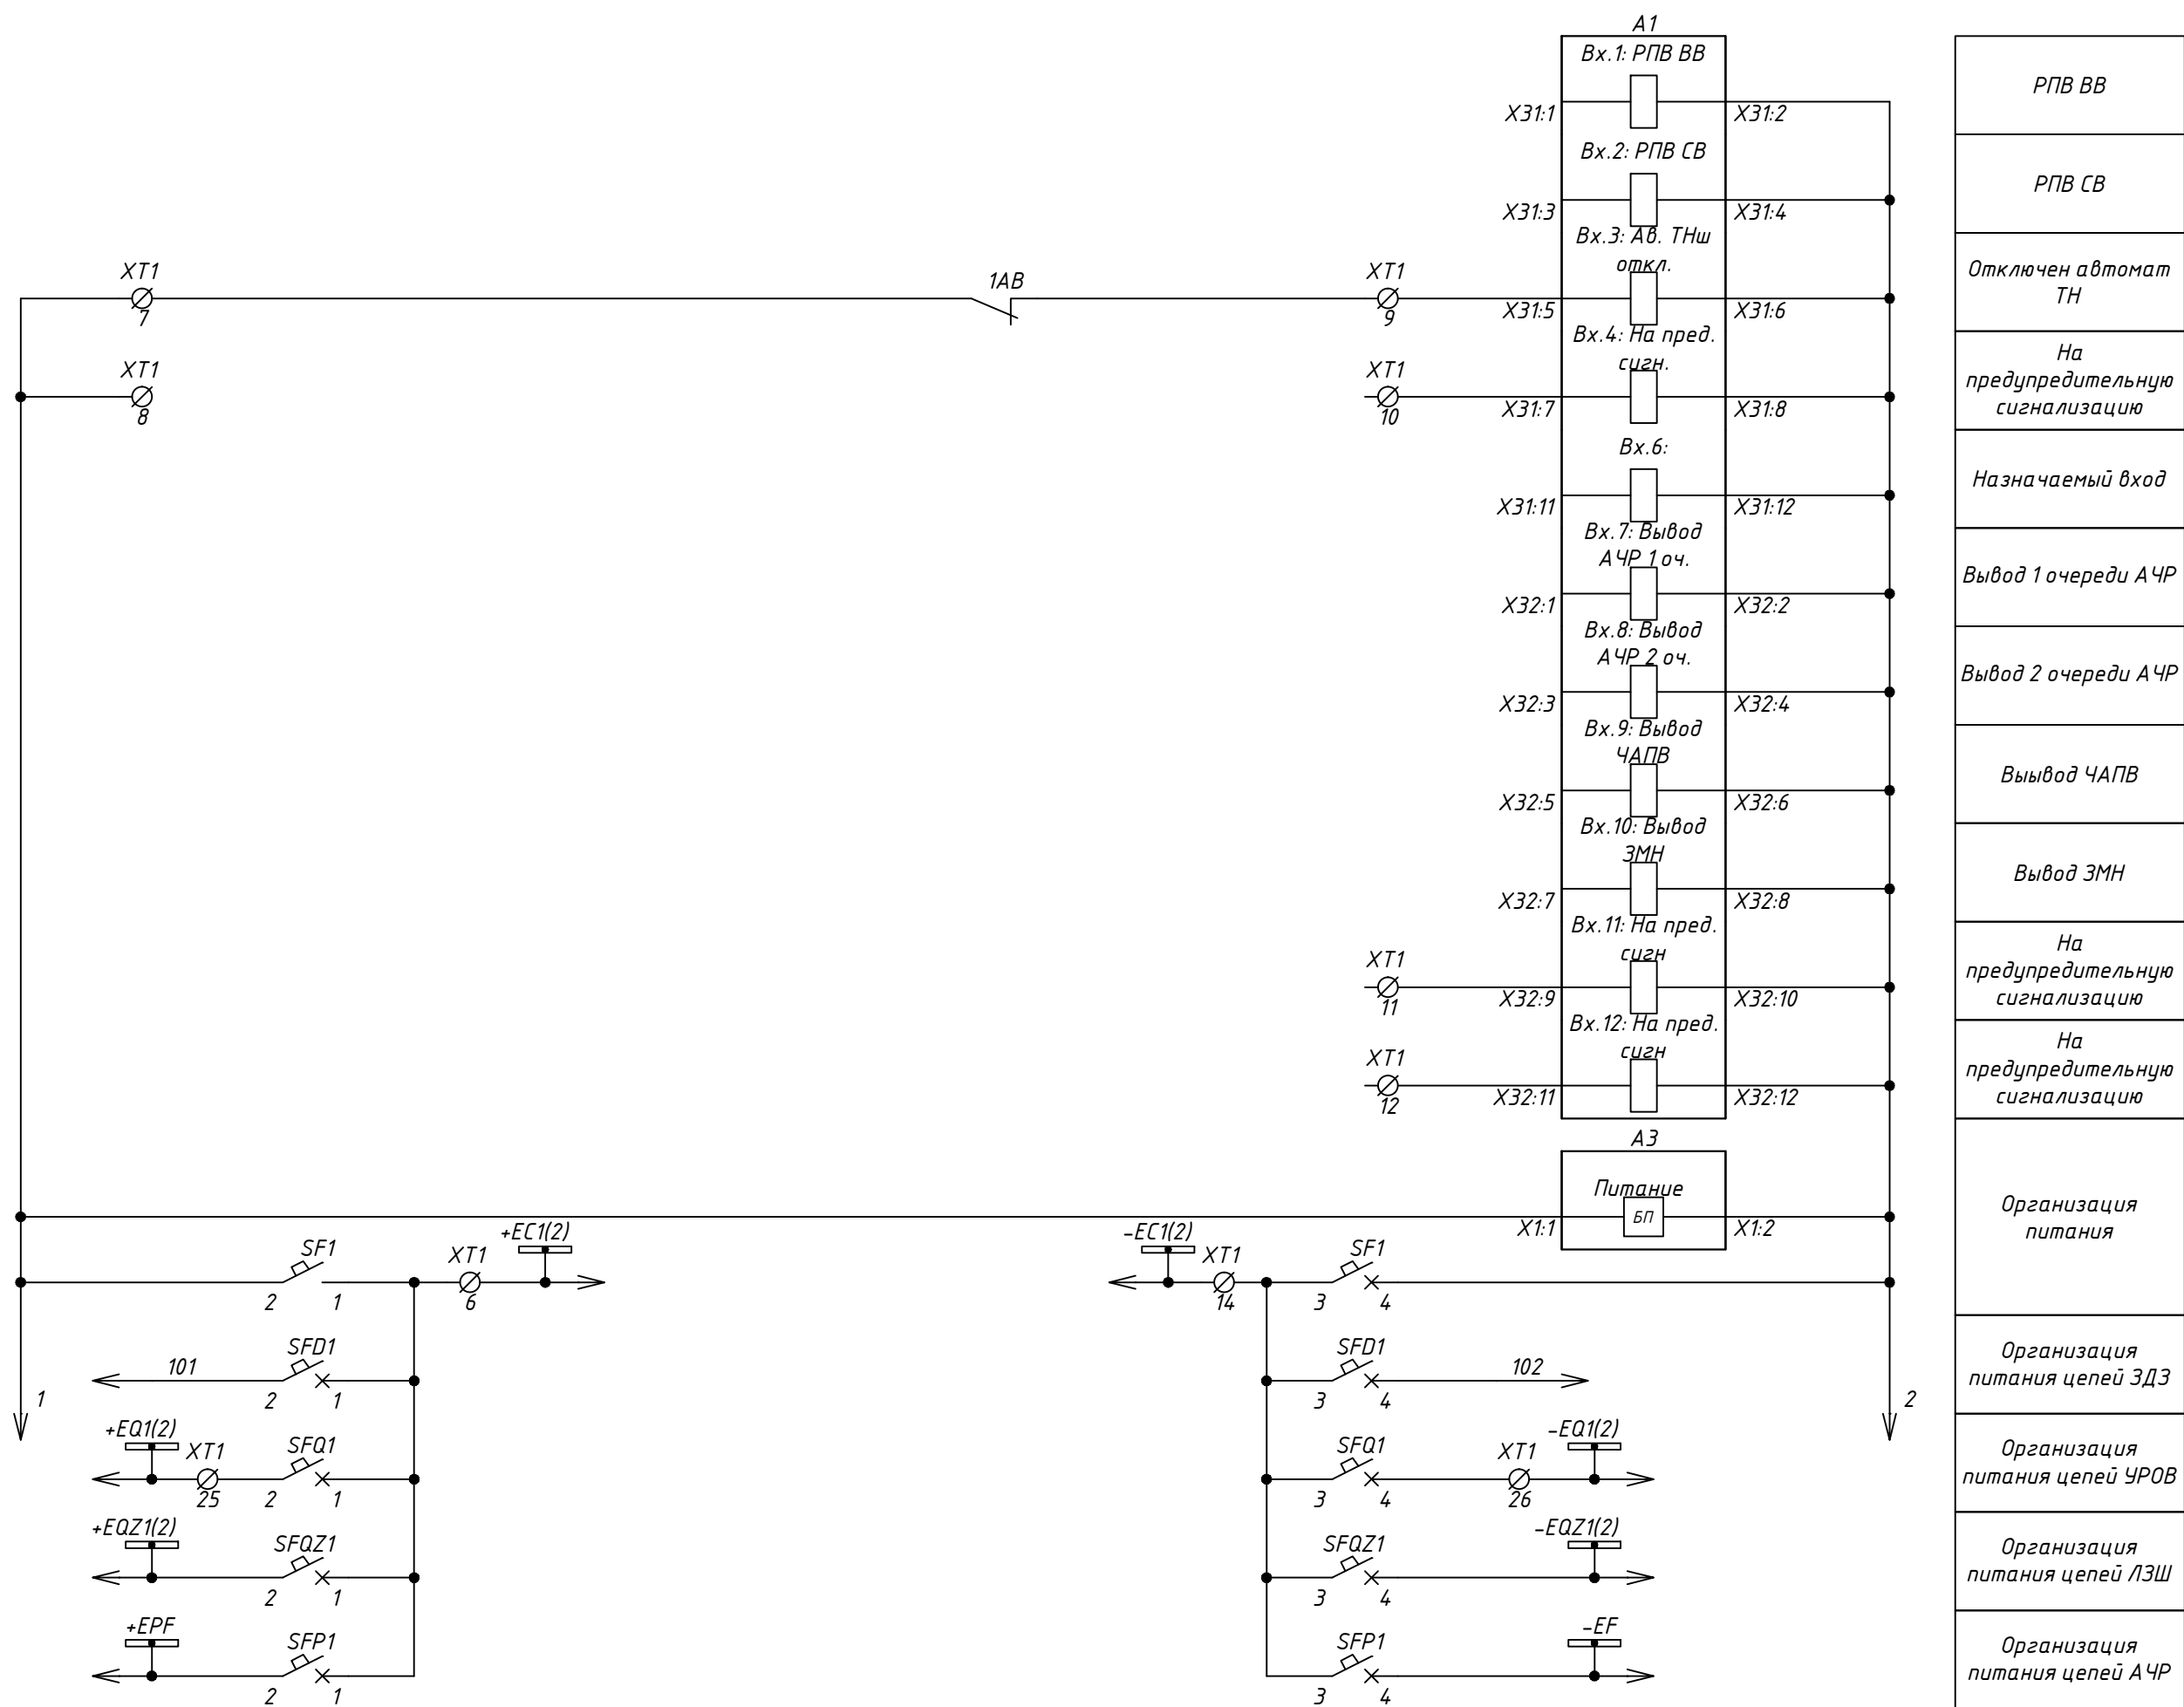 A1
Вх.1: РПВ ВВ
X31:1
X31:2
РПВ ВВ
Вх.2: РПВ СВ
X31:3
X31:4
РПВ СВ
Вх.3: Ав. ТНш
откл.
XT1
7
1АВ
XT1
9
X31:5
X31:6
Отключен автомат
ТН
Вх.4: На пред.
сигн.
XT1
8
XT1
10
X31:7
X31:8
На
предупредительную
сигнализацию
Вх.6:
X31:11
X31:12
Назначаемый вход
Вх.7: Вывод
АЧР 1 оч.
X32:1
X32:2
Вывод 1 очереди АЧР
Вх.8: Вывод
АЧР 2 оч.
X32:3
X32:4
Вывод 2 очереди АЧР
Вх.9: Вывод
ЧАПВ
X32:5
X32:6
Выывод ЧАПВ
Вх.10: Вывод
ЗМН
X32:7
X32:8
Вывод ЗМН
Вх.11: На пред.
сигн
XT1
11
X32:9
X32:10
На
предупредительную
сигнализацию
Вх.12: На пред.
сигн
XT1
12
X32:11
X32:12
На
предупредительную
сигнализацию
A3
Питание
БП
X1:1
X1:2
Организация
питания
SF1
2
1
XT1
6
+EC1(2)
-EC1(2)
XT1
14
SF1
3
4
1
101
SFD1
2
1
SFD1
3
4
102
2
Организация
питания цепей ЗДЗ
+EQ1(2)
XT1
25
SFQ1
2
1
SFQ1
3
4
XT1
26
-EQ1(2)
Организация
питания цепей УРОВ
+EQZ1(2)
SFQZ1
2
1
SFQZ1
3
4
-EQZ1(2)
Организация
питания цепей ЛЗШ
+EPF
SFP1
2
1
SFP1
3
4
-EF
Организация
питания цепей АЧР